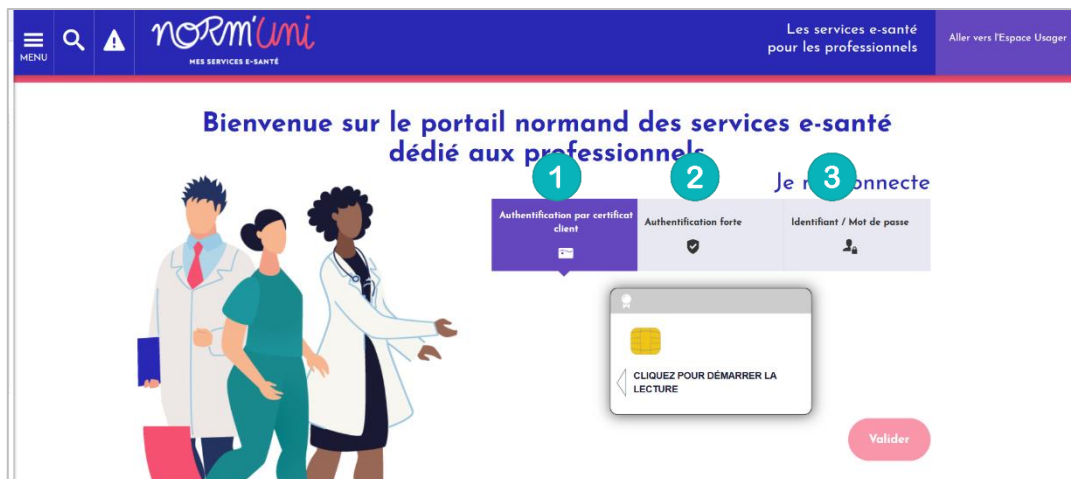 MENU
norm'uni
MES SERVICES E-SANTÉ
Les services e-santé
pour les professionnels
Aller vers l'Espace Usager
Bienvenue sur le portail normand des services e-santé
dédié aux professionnels
1
2
3
Je connecte
Authentification par certificat
client
Authentification forte
Identifiant / Mot de passe
CLIQUEZ POUR DÉMARRER LA
LECTURE
Valider